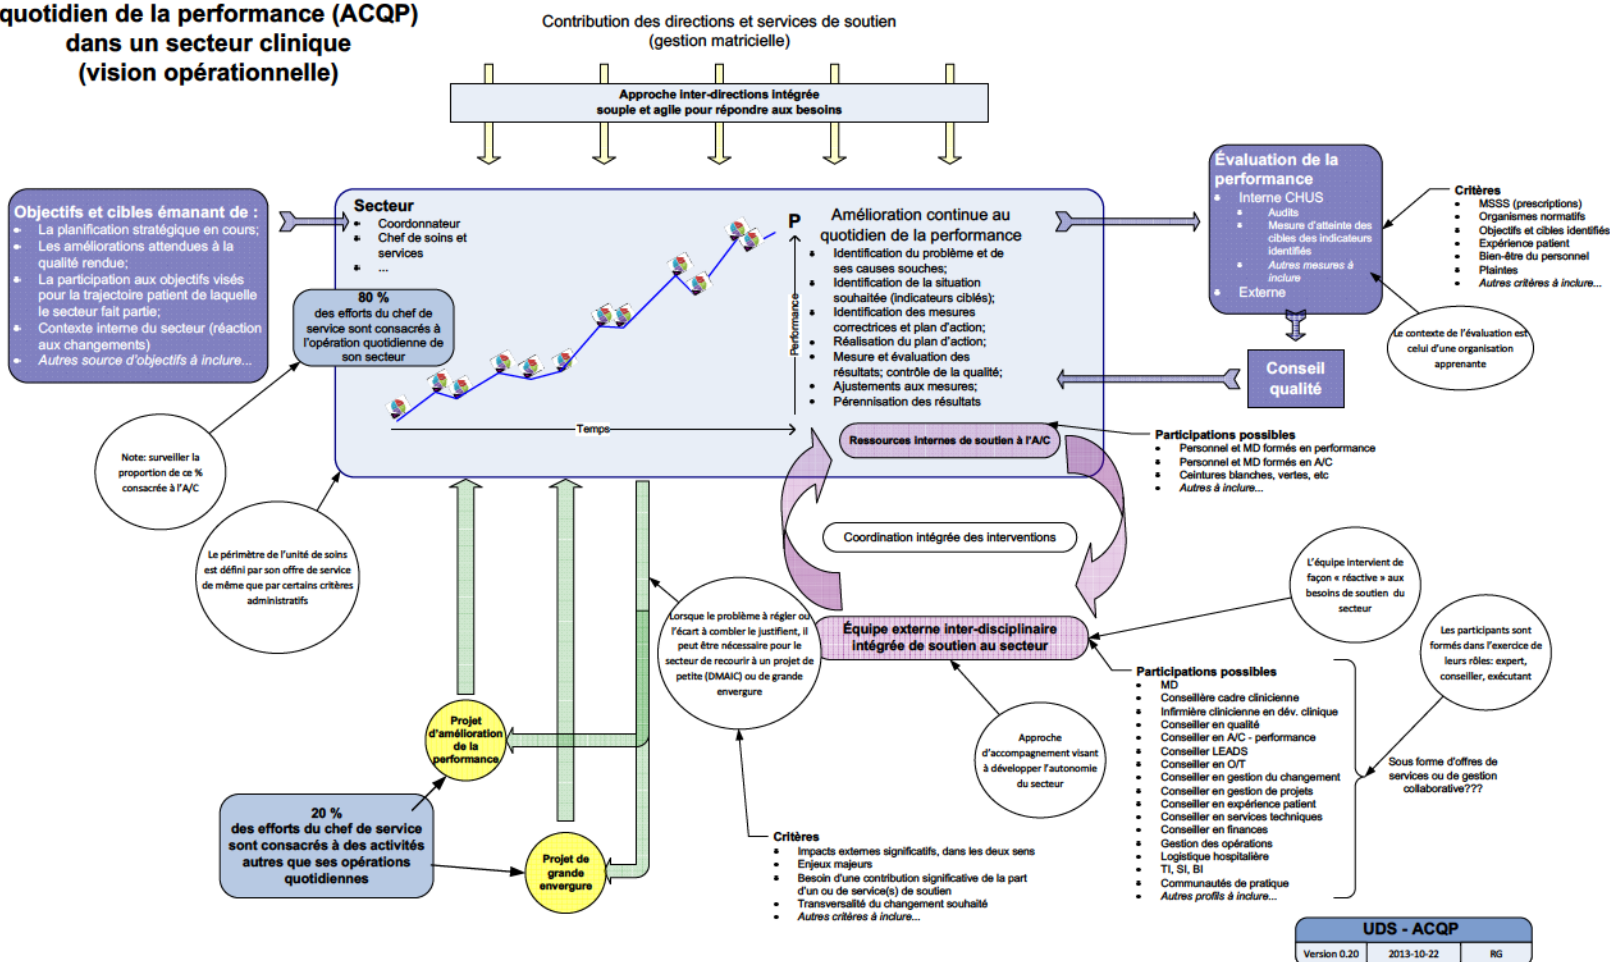 quotidien de la performance (ACQP)
dans un secteur clinique
(vision opérationnelle)
Contribution des directions et services de soutien
(gestion matricielle)
Approche inter-directions intégrée
souple et agile pour répondre aux besoins
Objectifs et cibles émanant de :
La planification stratégique en cours;
Les améliorations attendues à la
qualité rendue;
La participation aux objectifs visés
pour la trajectoire patient de laquelle
le secteur fait partie;
Contexte interne du secteur (réaction
aux changements)
Autres source d'objectifs à inclure...
Secteur
Coordonnateur
Chef de soins et
services
...
80 %
des efforts du chef de
service sont consacrés à
l'opération quotidienne de
son secteur
P
Performance
Temps
Amélioration continue au
quotidien de la performance
Identification du problème et de
ses causes souches;
Identification de la situation
souhaitée (indicateurs ciblés);
Identification des mesures
correctrices et plan d'action;
Réalisation du plan d'action;
Mesure et évaluation des
résultats; contrôle de la qualité;
Ajustements aux mesures;
Pérennisation des résultats
Évaluation de la
performance
Interne CHUS
Audits
Mesure d'atteinte des
cibles des indicateurs
identifiés
Autres mesures à
inclure
Externe
Critères
MSSS (prescriptions)
Organismes normatifs
Objectifs et cibles identifiés
Expérience patient
Bien-être du personnel
Plaintes
Autres critères à inclure...
Le contexte de l'évaluation est
celui d'une organisation
apprenante
Conseil
qualité
Note: surveiller la
proportion de ce %
consacrée à l'A/C
Le périmètre de l'unité de soins
est défini par son offre de service
de même que par certains critères
administratifs
Ressources internes de soutien à l'A/C
Participations possibles
Personnel et MD formés en performance
Personnel et MD formés en A/C
Ceintures blanches, vertes, etc
Autres à inclure...
Coordination intégrée des interventions
Lorsque le problème à régler ou
l'écart à combler le justifient, il
peut être nécessaire pour le
secteur de recourir à un projet de
petite (DMAIC) ou de grande
envergure
Équipe externe inter-disciplinaire
intégrée de soutien au secteur
L'équipe intervient de
façon « réactive » aux
besoins de soutien du
secteur
Les participants sont
formés dans l'exercice de
leurs rôles: expert,
conseiller, exécutant
Participations possibles
MD
Conseillère cadre clinicienne
Infirmière clinicienne en dév. clinique
Conseiller en qualité
Conseiller en A/C - performance
Conseiller LEADS
Conseiller en O/T
Conseiller en gestion du changement
Conseiller en gestion de projets
Conseiller en expérience patient
Conseiller en services techniques
Conseiller en finances
Gestion des opérations
Logistique hospitalière
TI, SI, BI
Communautés de pratique
Autres profils à inclure...
Sous forme d'offres de
services ou de gestion
collaborative???
Approche
d'accompagnement visant
à développer l'autonomie
du secteur
Projet
d'amélioration
de la
performance
20 %
des efforts du chef de service
sont consacrés à des activités
autres que ses opérations
quotidiennes
Projet de
grande
envergure
Critères
Impacts externes significatifs, dans les deux sens
Enjeux majeurs
Besoin d'une contribution significative de la part
d'un ou de service(s) de soutien
Transversalité du changement souhaité
Autres critères à inclure...
UDS - ACQP
Version 0.20
2013-10-22
RG